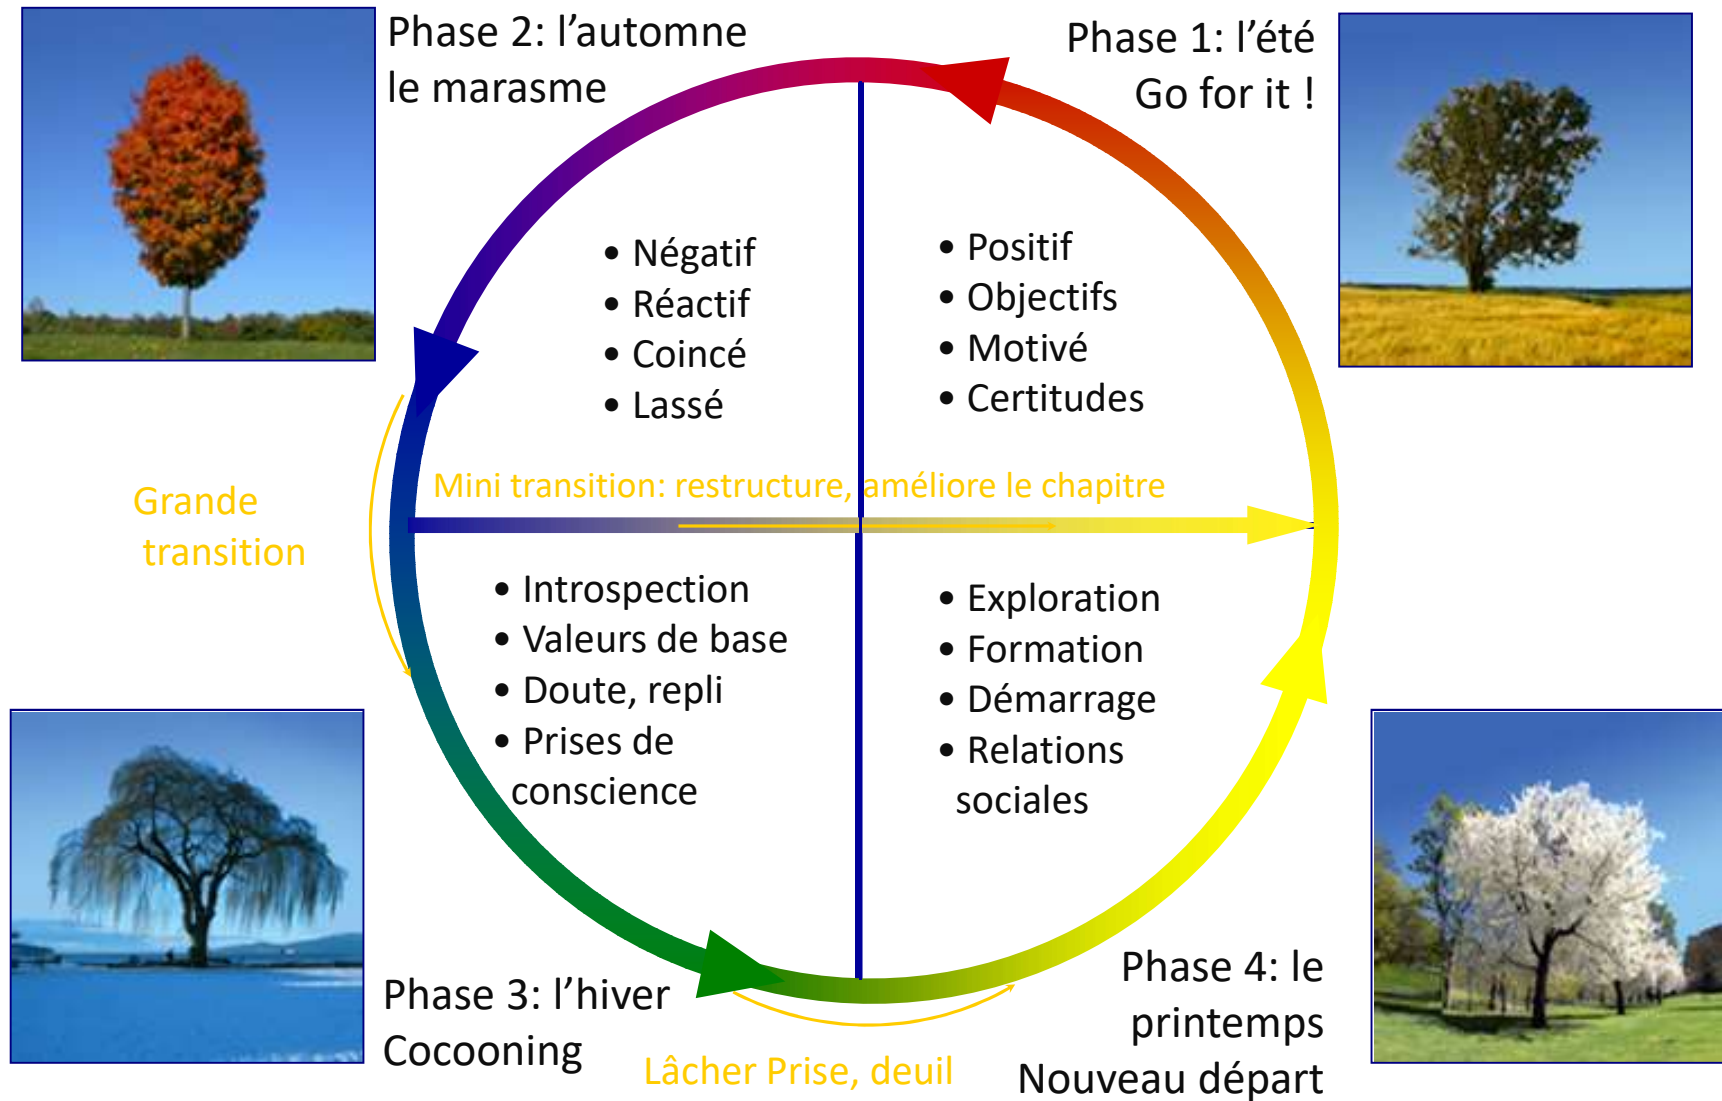 Phase 2: l’automne
le marasme
Phase 1: l’été
Go for it !
• Négatif
• Réactif
• Coincé
• Lassé
• Positif
• Objectifs
• Motivé
• Certitudes
Mini transition: restructure, améliore le chapitre
Grande
transition
• Introspection
• Valeurs de base
• Doute, repli
• Prises de
conscience
• Exploration
• Formation
• Démarrage
• Relations
sociales
Phase 3: l’hiver
Cocooning
Lâcher Prise, deuil
Phase 4: le
printemps
Nouveau départ